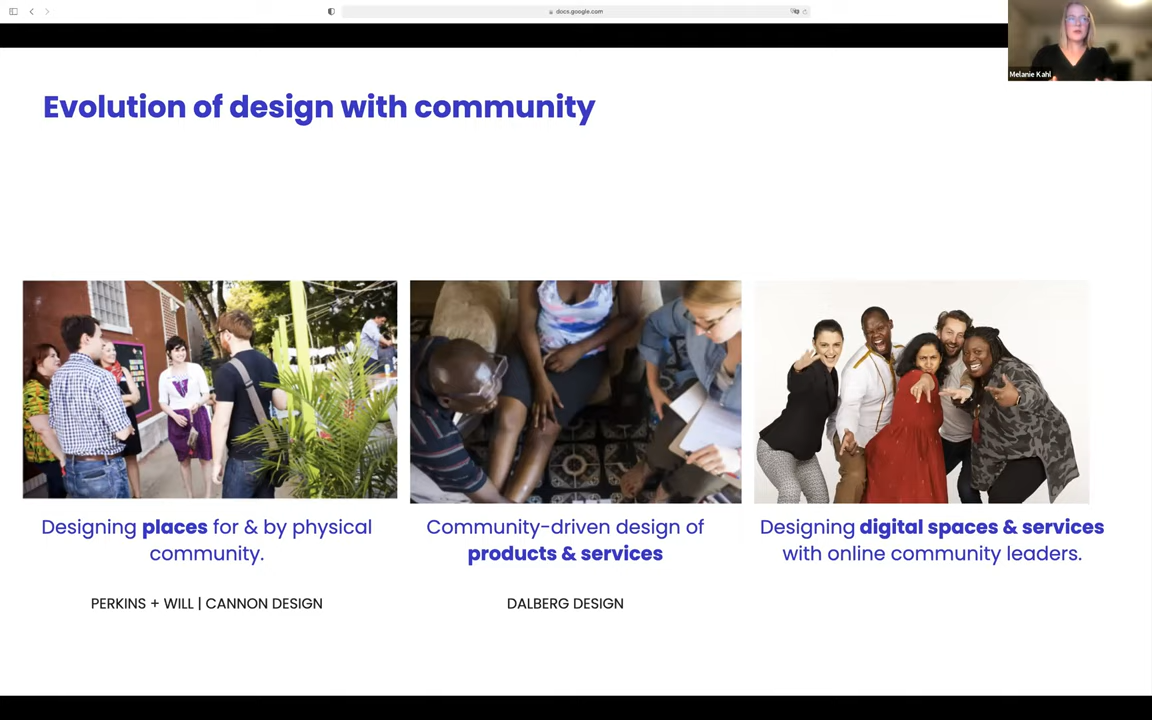 docs.google.com
Melanie Kahl
Evolution of design with community
Designing places for & by physical
community.
PERKINS + WILL | CANNON DESIGN
Community-driven design of
products & services
DALBERG DESIGN
Designing digital spaces & services
with online community leaders.